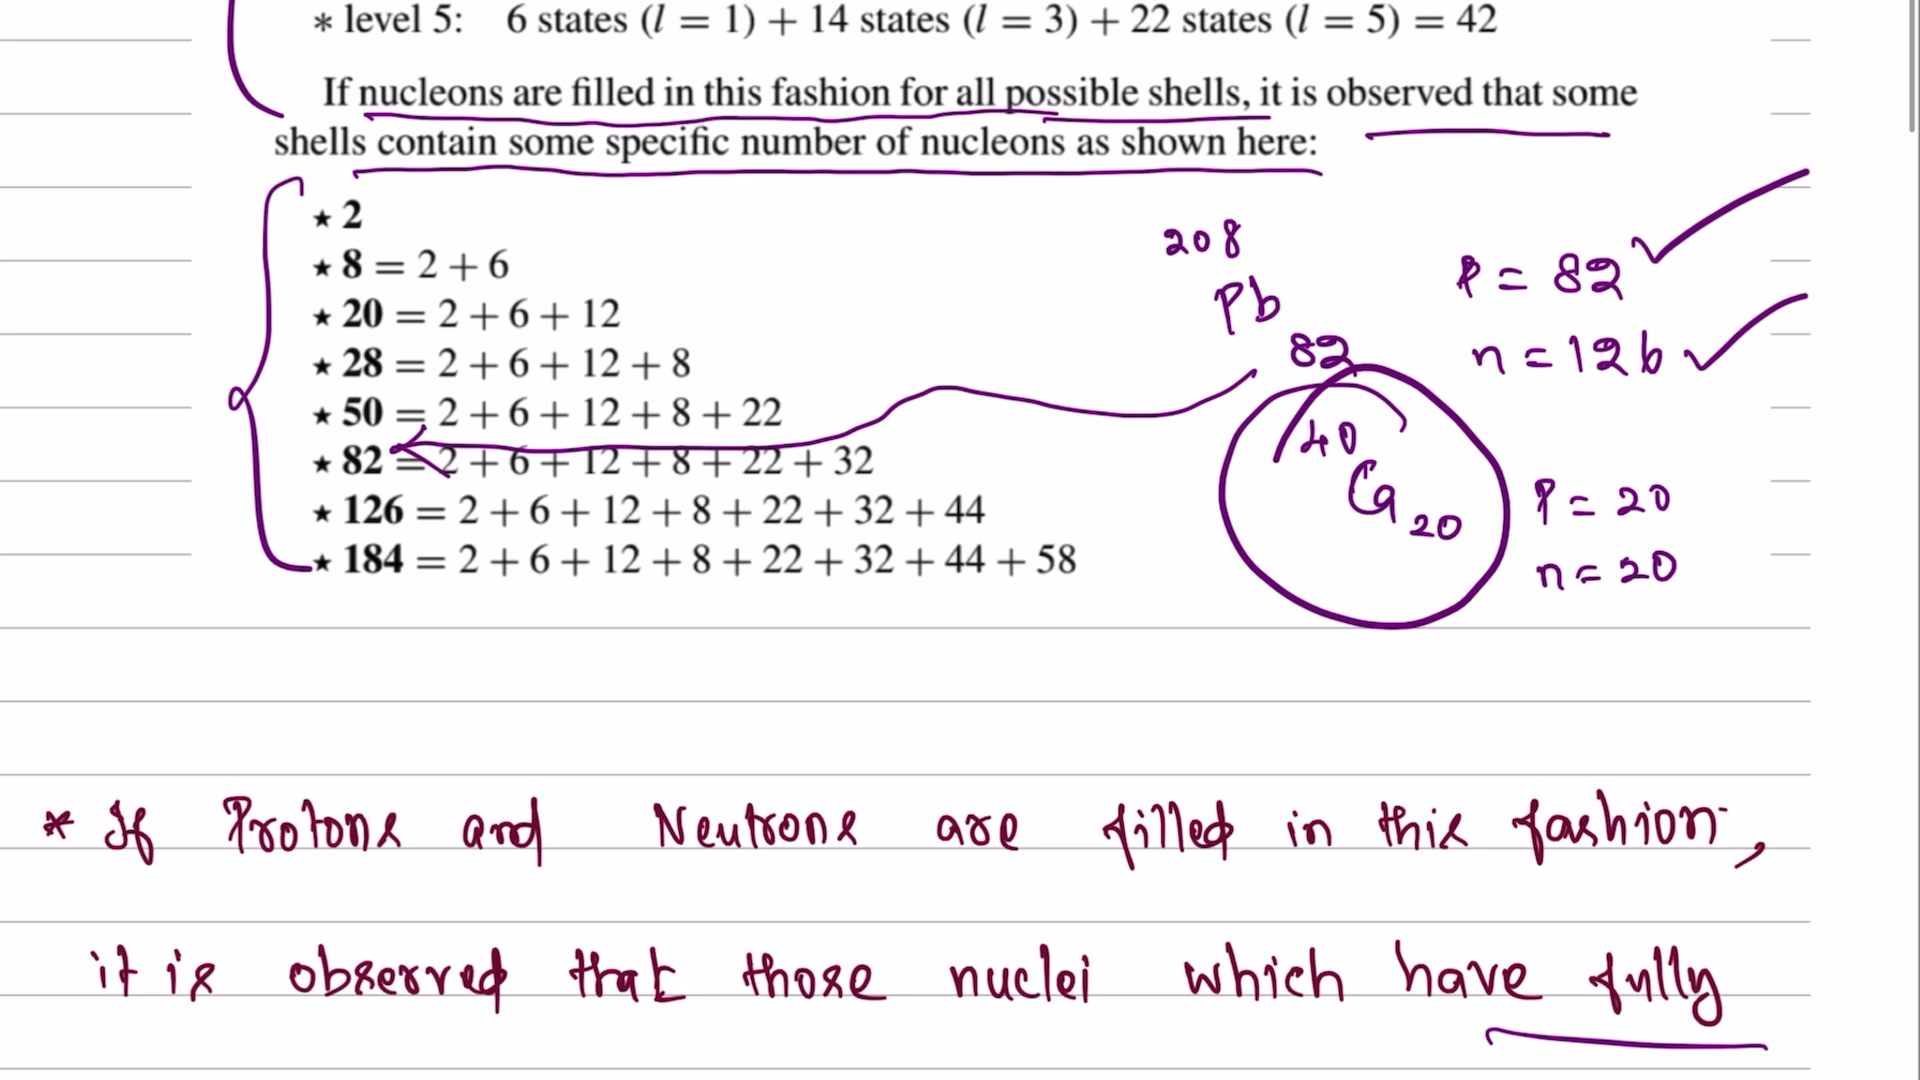 * level 5: 6 states (l = 1) + 14 states (l = 3) + 22 states (l = 5) = 42
If nucleons are filled in this fashion for all possible shells, it is observed that some
shells contain some specific number of nucleons as shown here:
★ 2
★ 8 = 2 + 6
★ 20 = 2 + 6 + 12
★ 28 = 2 + 6 + 12 + 8
★ 50 = 2 + 6 + 12 + 8 + 22
★ 82 = 2 + 6 + 12 + 8 + 22 + 32
★ 126 = 2 + 6 + 12 + 8 + 22 + 32 + 44
★ 184 = 2 + 6 + 12 + 8 + 22 + 32 + 44 + 58
208
Pb
82
P = 82
n = 126
40
Ca 20
P = 20
n = 20
* If Protons and Neutrons are filled in this fashion,
it is observed that those nuclei which have fully